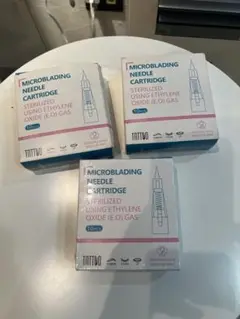 MICROBLADING
NEEDLE
CARTRIDGE
STERILIZED
USING ETHYLENE
OXIDE (E.O) GAS
MICROBLADING
NEEDLE
CARTRIDGE
STERILIZED
USING ETHYLENE
OXIDE (E.O) GAS
MICROBLADING
NEEDLE
CARTRIDGE
STERILIZED
USING ETHYLENE
OXIDE (E.O) GAS